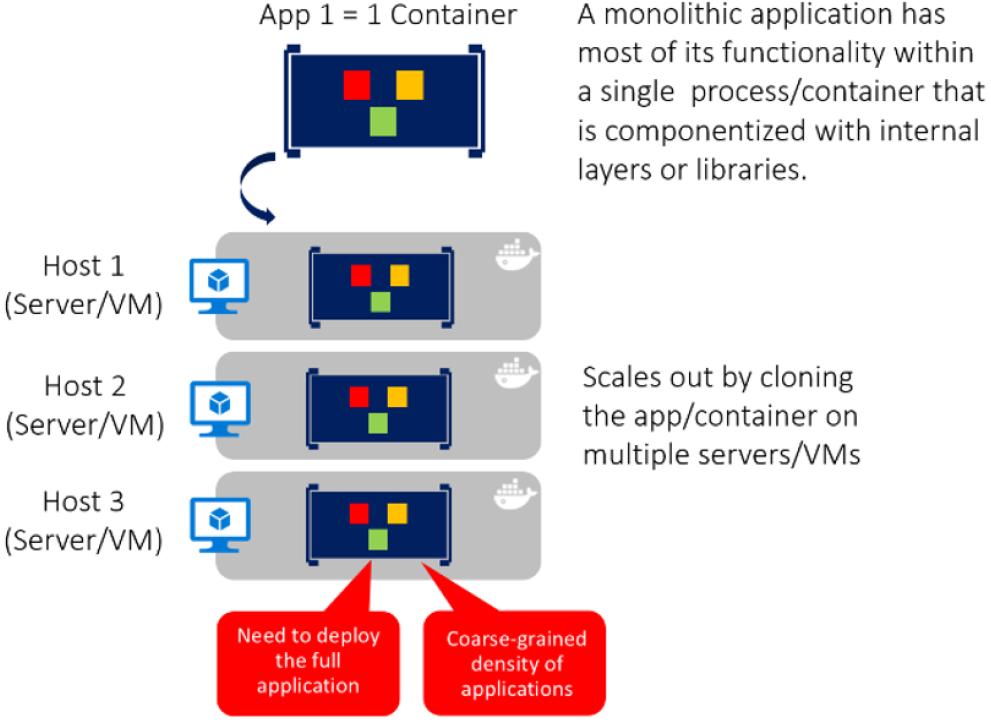 App 1 = 1 Container
A monolithic application has
most of its functionality within
a single process/container that
is componentized with internal
layers or libraries.
Host 1
(Server/VM)
Host 2
(Server/VM)
Scales out by cloning
the app/container on
multiple servers/VMs
Host 3
(Server/VM)
Need to deploy
the full
application
Coarse-grained
density of
applications